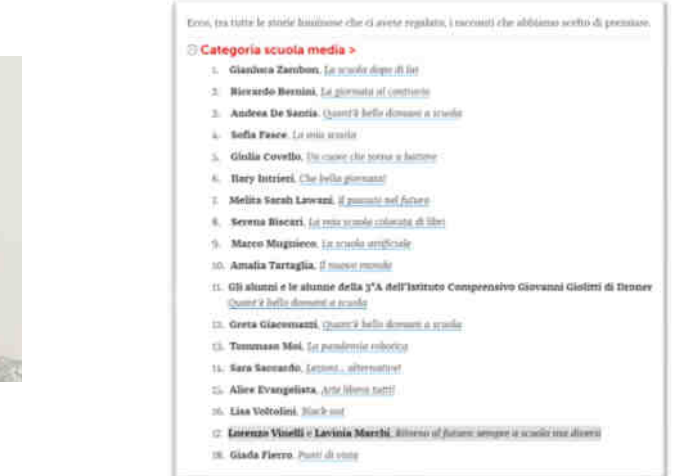 Ecco, tra tutte le storie luminose che ci avete regalato, i racconti che abbiamo scelto di premiare.
Categoria scuola media >
1. Gianluca Zambon, La scuola dopo di lui
2. Riccardo Bernini, La giornata al contrario
3. Andrea De Santis, Quant'è bello domani a scuola
4. Sofia Pasce, La mia scuola
5. Giulia Covello, Un cuore che torna a battere
6. Ilary Intrieri, Che bella giornata!
7. Melita Sarah Lawani, Il passato nel futuro
8. Serena Biscari, La mia scuola colorata di libri
9. Marco Mugnieco, La scuola artificiale
10. Amalia Tartaglia, Il nuovo mondo
11. Gli alunni e le alunne della 3°A dell'Istituto Comprensivo Giovanni Giolitti di Droner
Quant'è bello domani a scuola
12. Greta Giacomazzi, Quant'è bello domani a scuola
13. Tommaso Moi, La pandemia robotica
14. Sara Saccardo, Lezioni... alternative!
15. Alice Evangelista, Arte libera tutti!
16. Lisa Voltolini, Black out
17. Lorenzo Vinelli e Lavinia Marchi, Ritorno al futuro: sempre a scuola ma diversi
18. Giada Fierro, Punti di vista